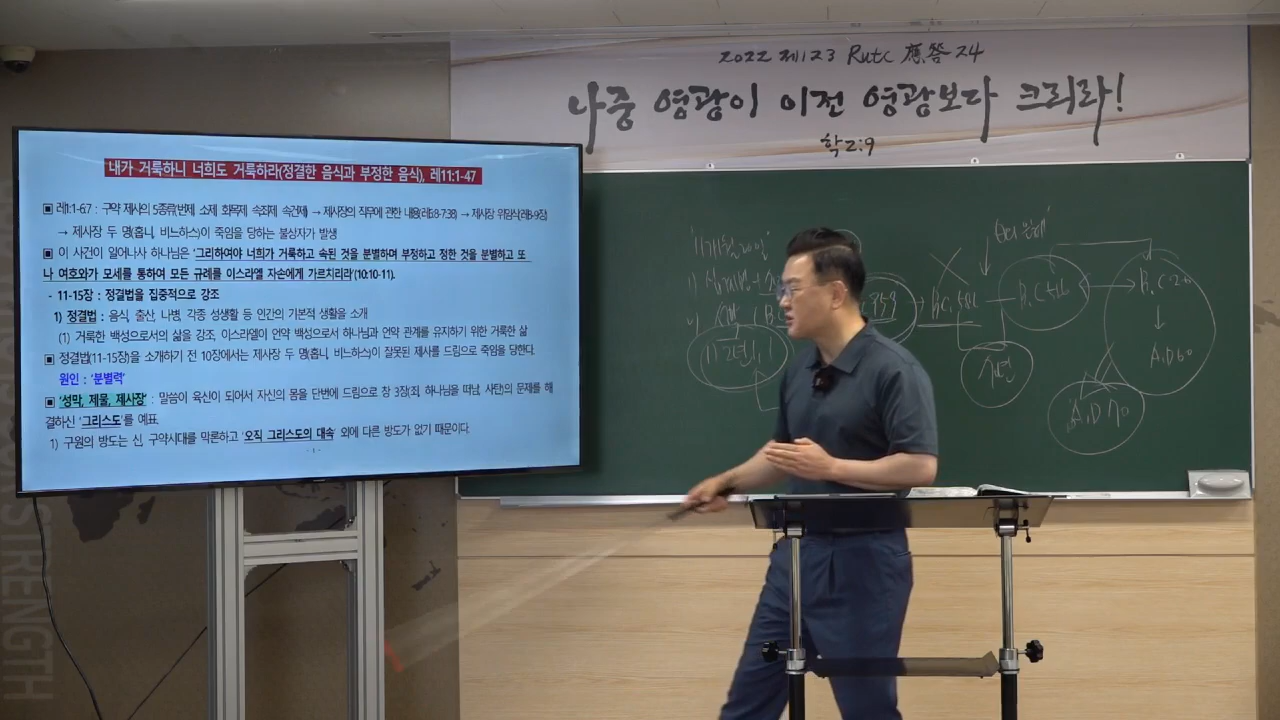 2022 제123 Rutc 應答 24
나중 영광이 이전 영광보다 크리라!
학2:9
내가 거룩하니 너희도 거룩하라(정결한 음식과 부정한 음식), 레11:1-47
▣ 레1:1-6:7 : 구약 제사의 5종류(번제 소제 화목제 속죄제 속건제) → 제사장의 직무에 관한 내용(레6:8-7:38) → 제사장 위임식(레8-9장)
→ 제사장 두 명(홉니, 비느하스)이 죽임을 당하는 불상자가 발생
▣ 이 사건이 일어나사 하나님은 '그리하여야 너희가 거룩하고 속된 것을 분별하며 부정하고 정한 것을 분별하고 또
나 여호와가 모세를 통하여 모든 규례를 이스라엘 자손에게 가르치리라'(10:10-11).
- 11-15장 : 정결법을 집중적으로 강조
1) 정결법 : 음식, 출산, 나병, 각종 성생활 등 인간의 기본적 생활을 소개
(1) 거룩한 백성으로서의 삶을 강조, 이스라엘이 언약 백성으로서 하나님과 언약 관계를 유지하기 위한 거룩한 삶
▣ 정결법(11-15장)을 소개하기 전 10장에서는 제사장 두 명(홉니, 비느하스)이 잘못된 제사를 드림으로 죽임을 당한다.
원인 : '분별력'
▣ '성막, 제물, 제사장' : 말씀이 육신이 되어서 자신의 몸을 단번에 드림으로 창 3장(죄, 하나님을 떠남, 사탄)의 문제를 해
결하신 '그리스도'를 예표.
1) 구원의 방도는 신, 구약시대를 막론하고 '오직 그리스도의 대속' 외에 다른 방도가 없기 때문이다.
- 1 -
B.C 586
B.C 516
A.D 70
STRENGTH